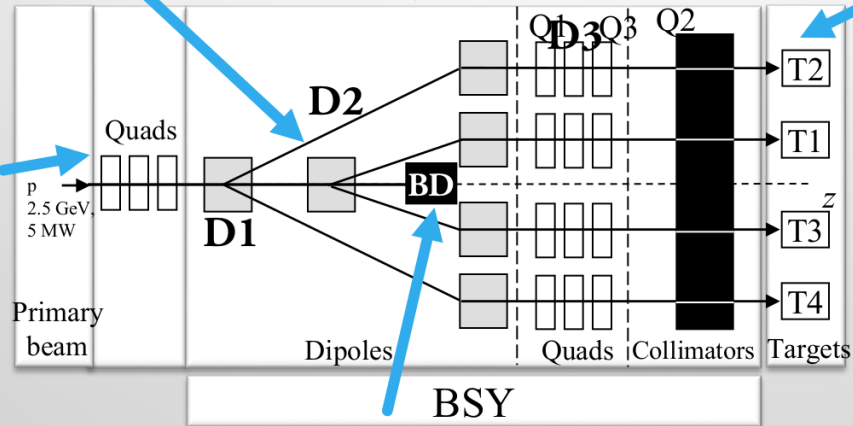 Q1
D3
Q3
Q2
D2
T2
Quads
T1
p
2.5 GeV,
5 MW
BD
z
D1
T3
T4
Primary
beam
Dipoles
Quads
Collimators
Targets
BSY